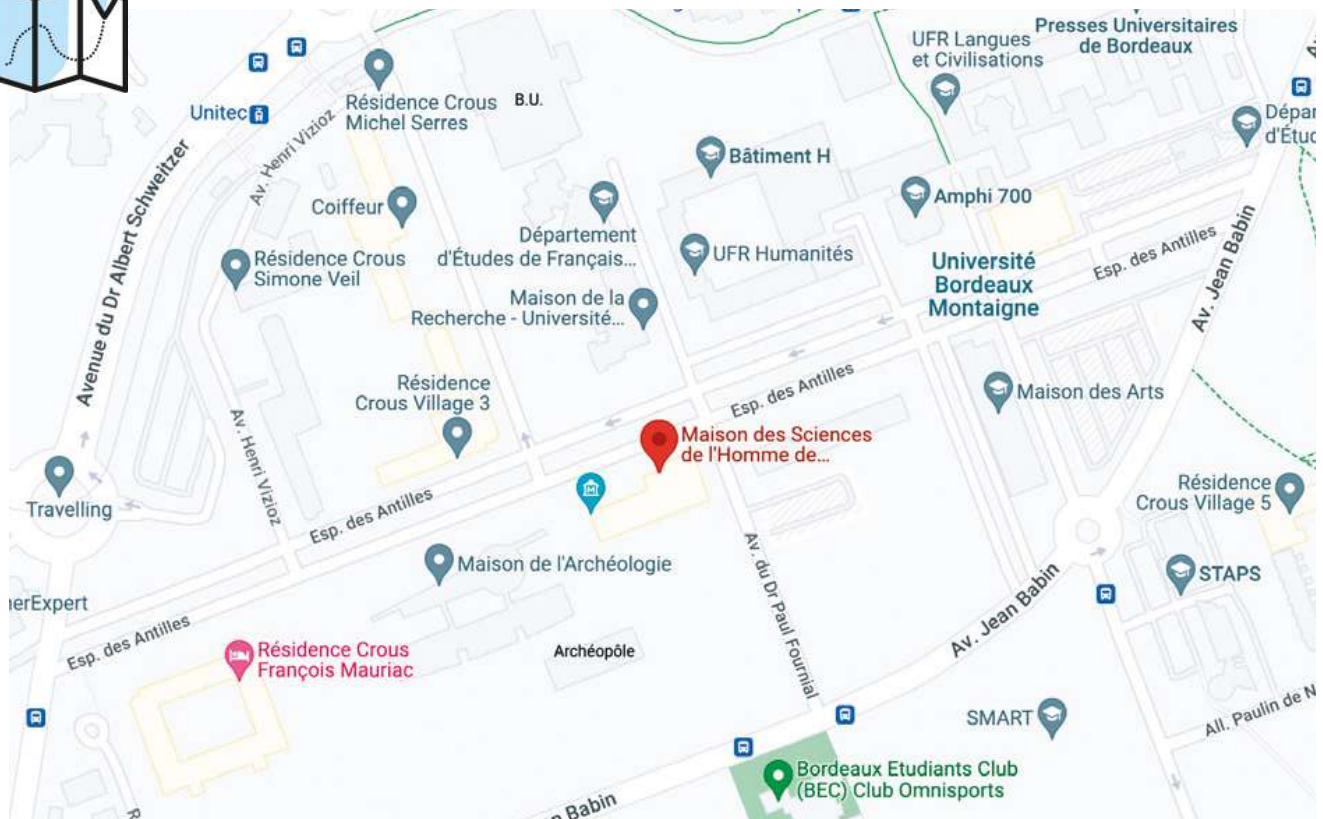 Presses Universitaires
de Bordeaux
UFR Langues
et Civilisations
Unitec
Résidence Crous
Michel Serres
B.U.
Av. Henri Vizioz
Avenue du Dr Albert Schweitzer
Bâtiment H
Amphi 700
Coiffeur
Département
d'Études de Français...
UFR Humanités
Résidence Crous
Simone Veil
Université
Bordeaux
Montaigne
Esp. des Antilles
Av. Jean Babin
Maison de la
Recherche - Université...
Résidence
Crous Village 3
Esp. des Antilles
Maison des Arts
Av. Henri Vizioz
Maison des Sciences
de l'Homme de...
Travelling
Esp. des Antilles
Résidence
Crous Village 5
Maison de l'Archéologie
Av. du Dr Paul Fournial
STAPS
erExpert
Esp. des Antilles
Av. Jean Babin
Résidence Crous
François Mauriac
Archéopôle
SMART
All. Paulin de N
Bordeaux Etudiants Club
(BEC) Club Omnisports
Babin